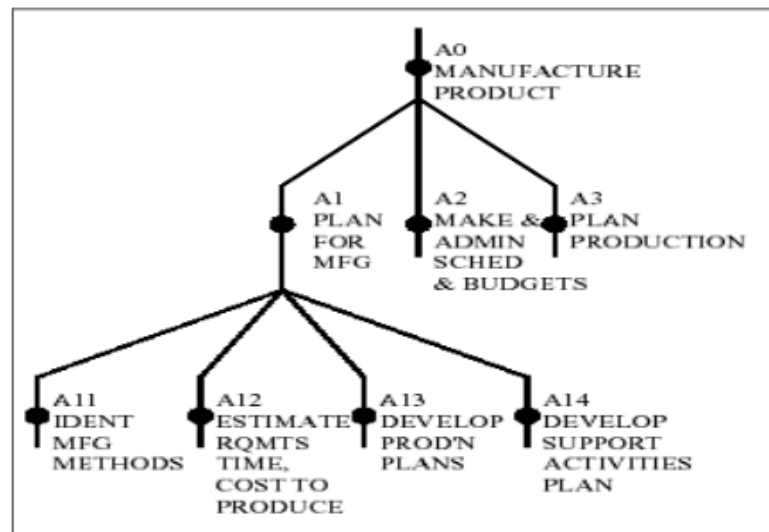 A0
MANUFACTURE
PRODUCT
A1
PLAN
FOR
MFG
A2
MAKE &
ADMIN
SCHED
& BUDGETS
A3
PLAN
PRODUCTION
A11
IDENT
MFG
METHODS
A12
ESTIMATE
RQMTS
TIME,
COST TO
PRODUCE
A13
DEVELOP
PROD'N
PLANS
A14
DEVELOP
SUPPORT
ACTIVITIES
PLAN